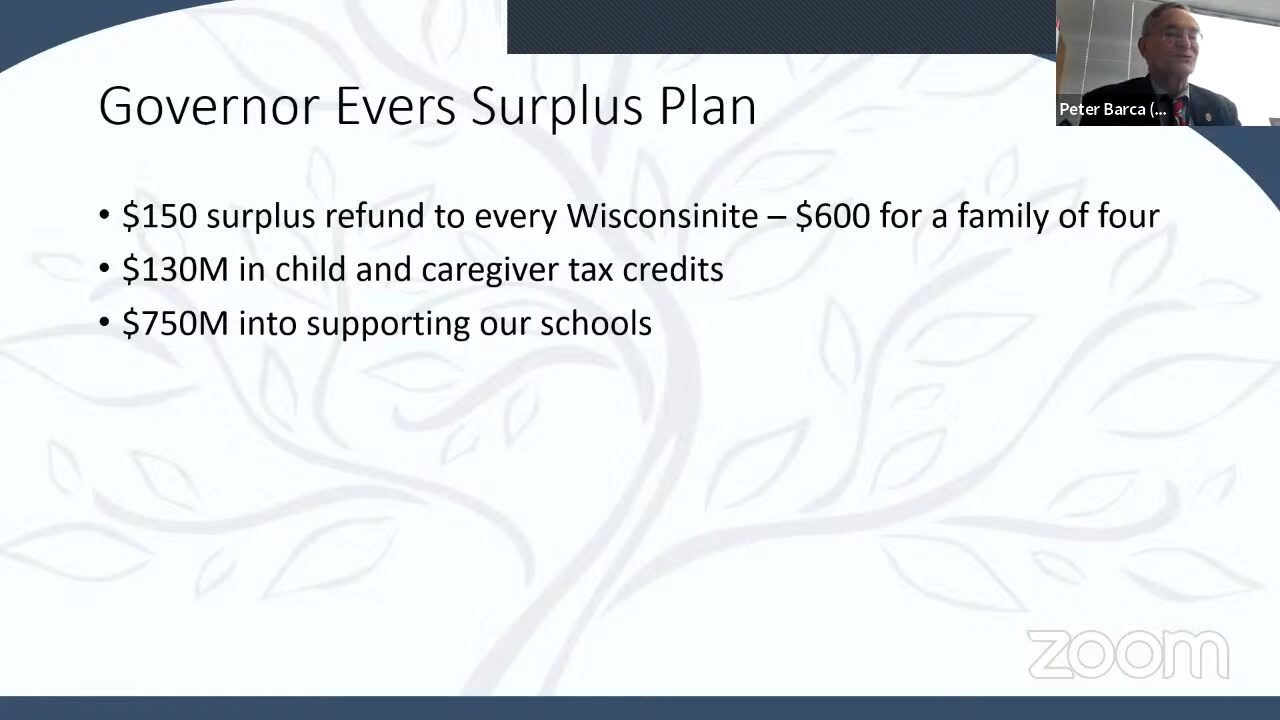 Peter Barca (...
Governor Evers Surplus Plan
• $150 surplus refund to every Wisconsinite – $600 for a family of four
• $130M in child and caregiver tax credits
• $750M into supporting our schools
zoom